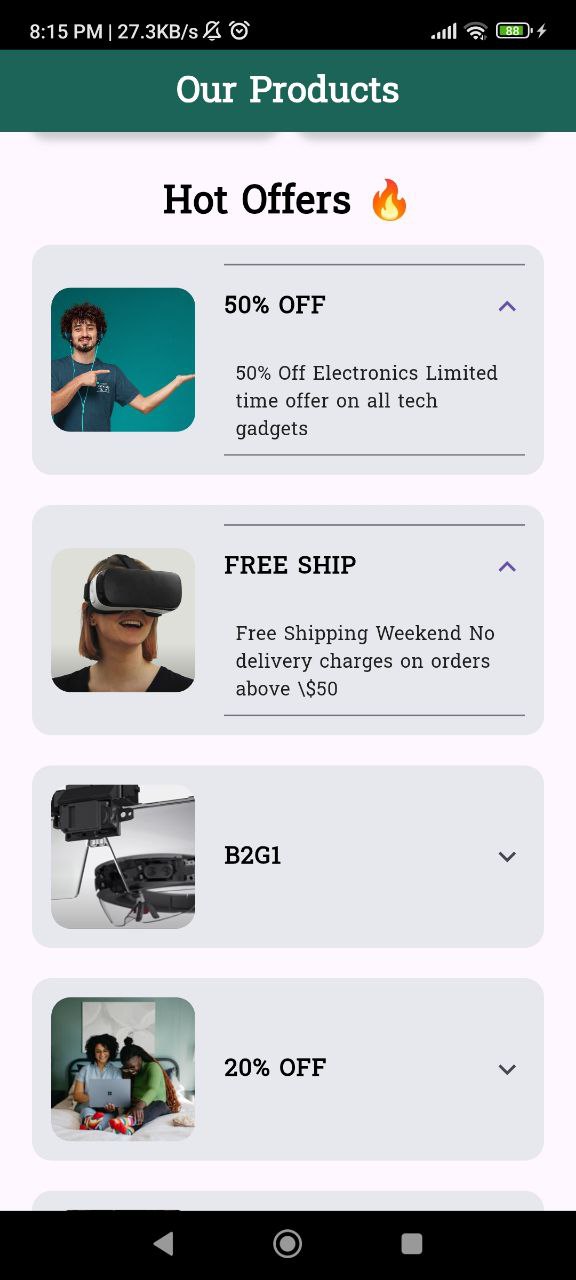 8:15 PM | 27.3KB/s
88
Our Products
Hot Offers 🔥
50% OFF
50% Off Electronics Limited
time offer on all tech
gadgets
FREE SHIP
Free Shipping Weekend No
delivery charges on orders
above \$50
B2G1
20% OFF